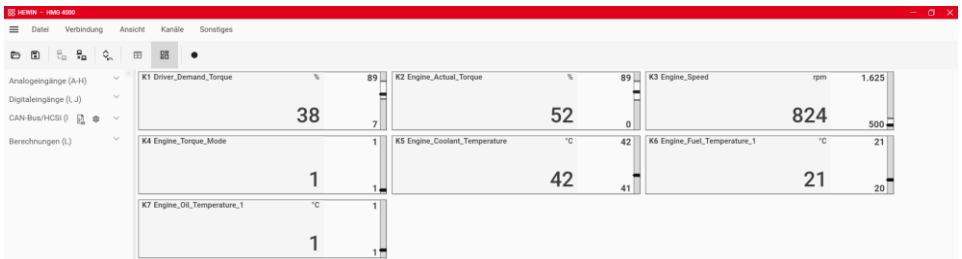 HEWIN – HMG 4000
Datei Verbindung Ansicht Kanäle Sonstiges
Analogeingänge (A-H)
Digitaleingänge (I, J)
CAN-Bus/HCSI (I
Berechnungen (L)
K1 Driver_Demand_Torque % 89
38 7
K2 Engine_Actual_Torque % 89
52 0
K3 Engine_Speed rpm 1.625
824 500
K4 Engine_Torque_Mode 1
1 1
K5 Engine_Coolant_Temperature °C 42
42 41
K6 Engine_Fuel_Temperature_1 °C 21
21 20
K7 Engine_Oil_Temperature_1 °C 1
1 1